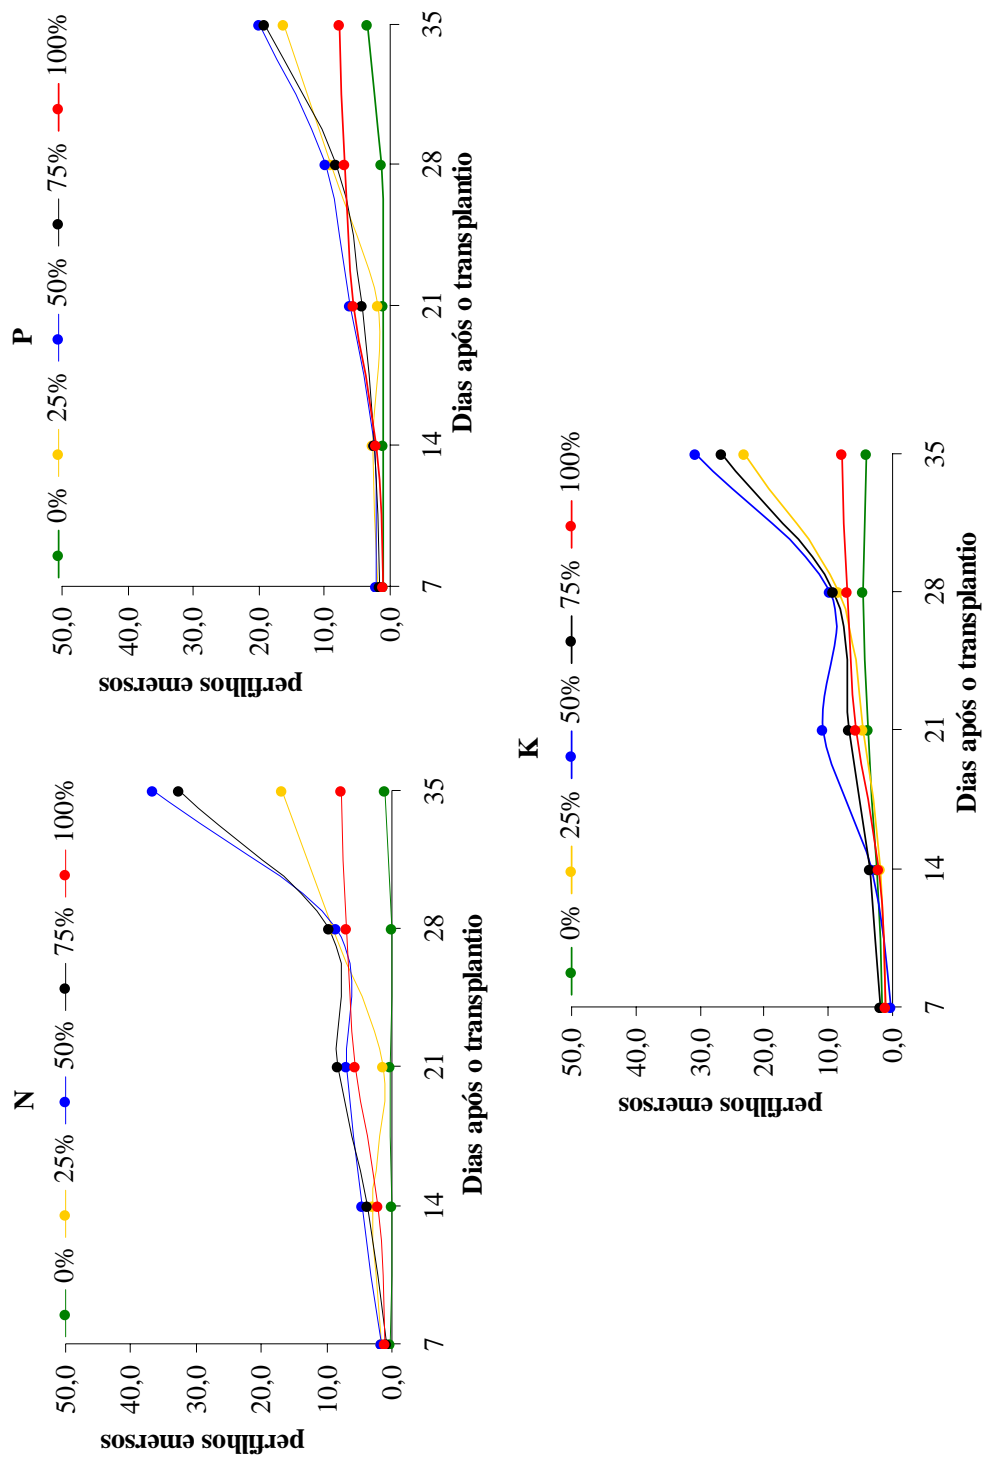 N
0% 25% 50% 75% 100%
50,0
40,0
30,0
20,0
10,0
0,0
7 14 21 28 35
perfilhos emersos
Dias após o transplantio
P
0% 25% 50% 75% 100%
50,0
40,0
30,0
20,0
10,0
0,0
7 14 21 28 35
perfilhos emersos
Dias após o transplantio
K
0% 25% 50% 75% 100%
50,0
40,0
30,0
20,0
10,0
0,0
7 14 21 28 35
perfilhos emersos
Dias após o transplantio